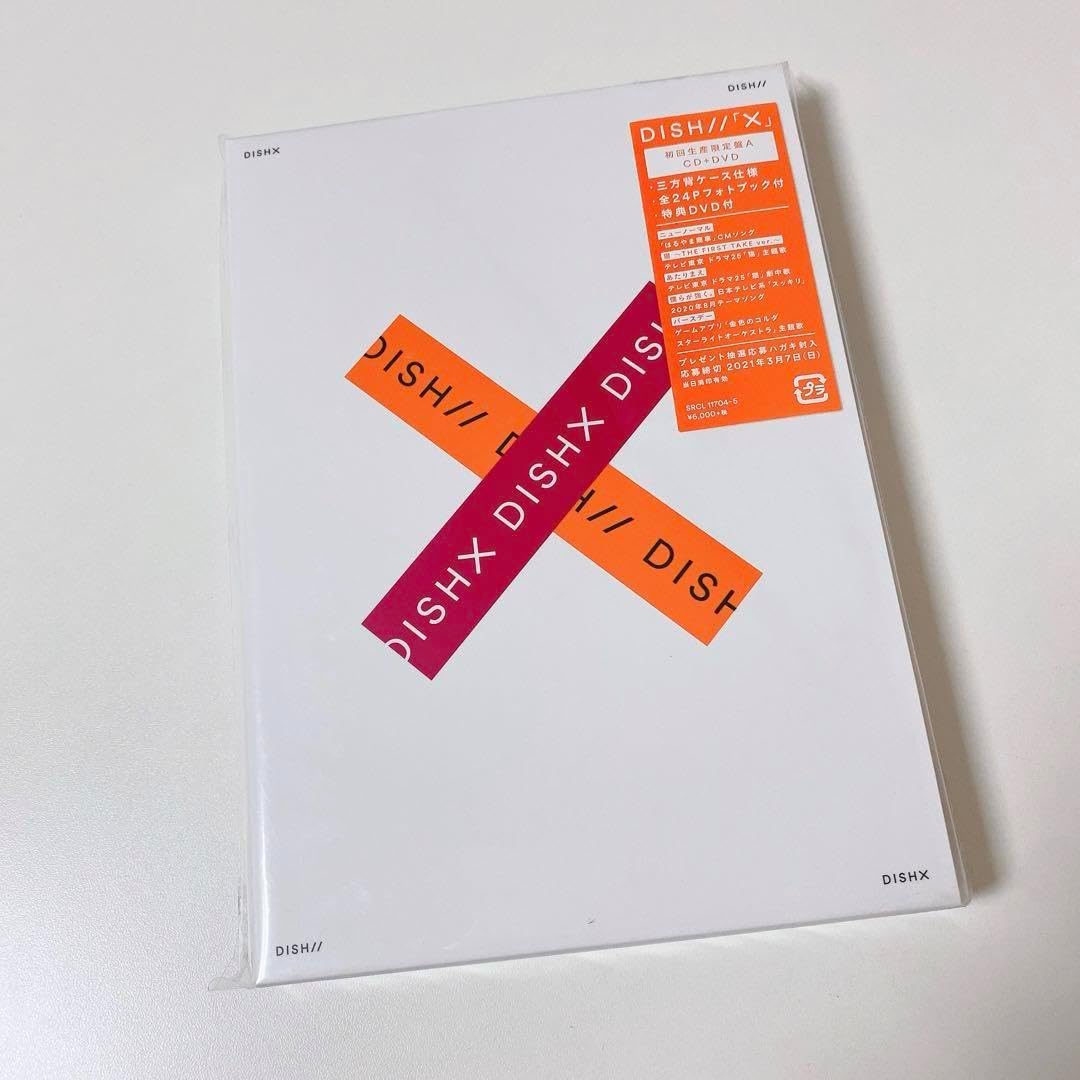 DISH//
DISHX
DISH//「X」
初回生産限定盤A
CD+DVD
・三方背ケース仕様
・全24Pフォトブック付
・特典DVD付
ニューノーマル
「はるやま商事」CMソング
猫 ～THE FIRST TAKE ver.～
テレビ東京 ドラマ25「猫」主題歌
あたりまえ
テレビ東京 ドラマ25「猫」劇中歌
僕らが強く。日本テレビ系「スッキリ」
2020年8月テーマソング
バースデー
ゲームアプリ「金色のコルダ
スターライトオーケストラ」主題歌
プレゼント抽選応募ハガキ封入
応募締切 2021年3月7日(日)
当日消印有効
プラ
SRCL 11704-5
¥6,000+税
DISH// D H// DISH
DISHX DISHX DIS
DISHX
DISH//